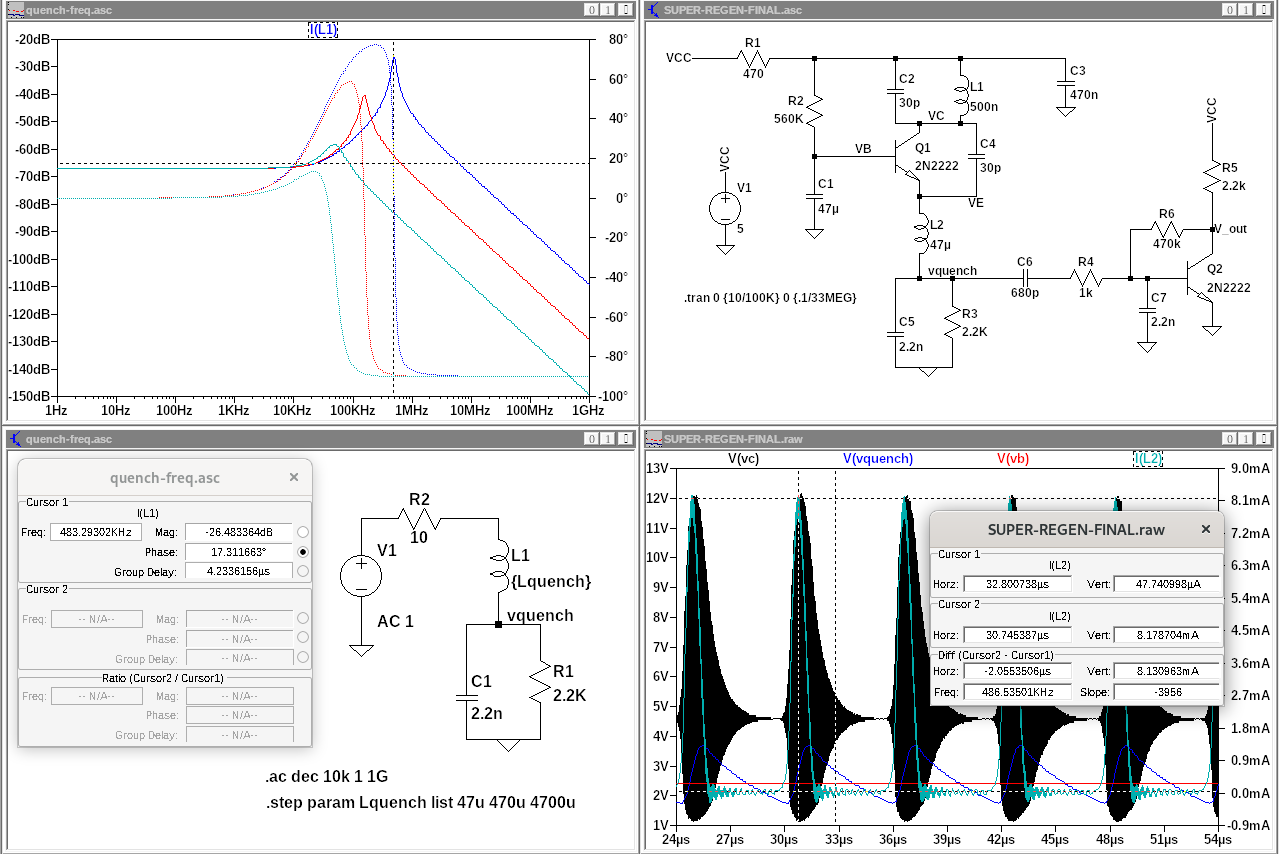 quench-freq.asc
0 1
I(L1)
-20dB
-30dB
-40dB
-50dB
-60dB
-70dB
-80dB
-90dB
-100dB
-110dB
-120dB
-130dB
-140dB
-150dB
80°
60°
40°
20°
0°
-20°
-40°
-60°
-80°
-100°
1Hz 10Hz 100Hz 1KHz 10KHz 100KHz 1MHz 10MHz 100MHz 1GHz
SUPER-REGEN-FINAL.asc
0 1
VCC
R1
470
R2
560K
C2
30p
L1
500n
C3
470n
VC
VB
Q1
2N2222
C4
30p
VE
VCC
V1
5
C1
47µ
L2
47µ
vquench
C5
2.2n
R3
2.2K
C6
680p
R4
1k
R6
470k
C7
2.2n
VCC
R5
2.2k
V_out
Q2
2N2222
.tran 0 {10/100K} 0 {.1/33MEG}
quench-freq.asc
0 1
quench-freq.asc ×
Cursor 1
I(L1)
Freq: 483.29302KHz Mag: -26.483364dB
Phase: 17.311663°
Group Delay: 4.2336156µs
Cursor 2
Freq: -- N/A-- Mag: -- N/A--
Phase: -- N/A--
Group Delay: -- N/A--
Ratio (Cursor2 / Cursor1)
Freq: -- N/A-- Mag: -- N/A--
Phase: -- N/A--
Group Delay: -- N/A--
R2
10
V1
AC 1
L1
{Lquench}
vquench
C1
2.2n
R1
2.2K
.ac dec 10k 1 1G
.step param Lquench list 47u 470u 4700u
SUPER-REGEN-FINAL.raw
0 1
V(vc) V(vquench) V(vb) I(L2)
13V
12V
11V
10V
9V
8V
7V
6V
5V
4V
3V
2V
1V
9.0mA
8.1mA
7.2mA
6.3mA
5.4mA
4.5mA
3.6mA
2.7mA
1.8mA
0.9mA
0.0mA
-0.9mA
24µs 27µs 30µs 33µs 36µs 39µs 42µs 45µs 48µs 51µs 54µs
SUPER-REGEN-FINAL.raw ×
Cursor 1
I(L2)
Horz: 32.800738µs Vert: 47.740998µA
Cursor 2
I(L2)
Horz: 30.745387µs Vert: 8.178704mA
Diff (Cursor2 - Cursor1)
Horz: -2.0553506µs Vert: 8.130963mA
Freq: 486.53501KHz Slope: -3956